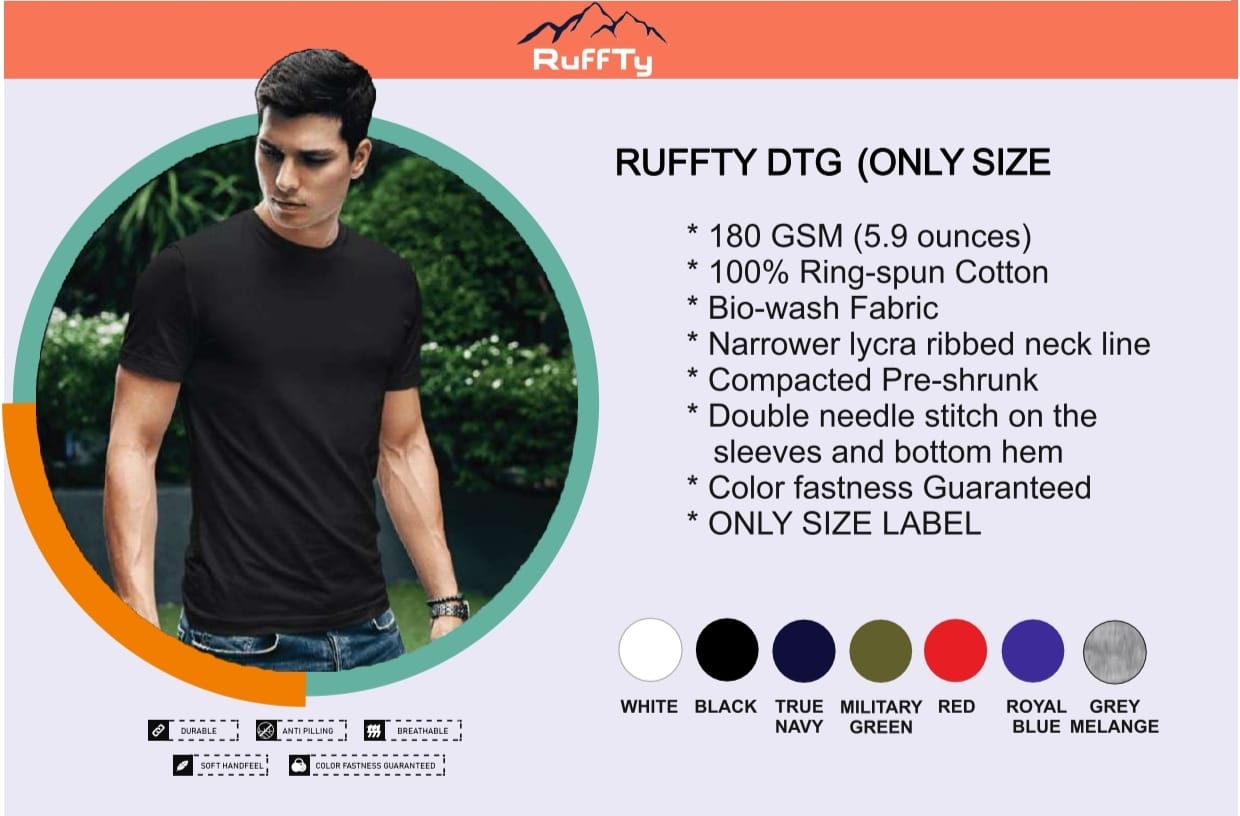 RuffTy
RUFFTY DTG (ONLY SIZE
* 180 GSM (5.9 ounces)
* 100% Ring-spun Cotton
* Bio-wash Fabric
* Narrower lycra ribbed neck line
* Compacted Pre-shrunk
* Double needle stitch on the
sleeves and bottom hem
* Color fastness Guaranteed
* ONLY SIZE LABEL
WHITE
BLACK
TRUE
NAVY
MILITARY
GREEN
RED
ROYAL
BLUE
GREY
MELANGE
DURABLE
ANTI PILLING
BREATHABLE
SOFT HANDFEEL
COLOR FASTNESS GUARANTEED